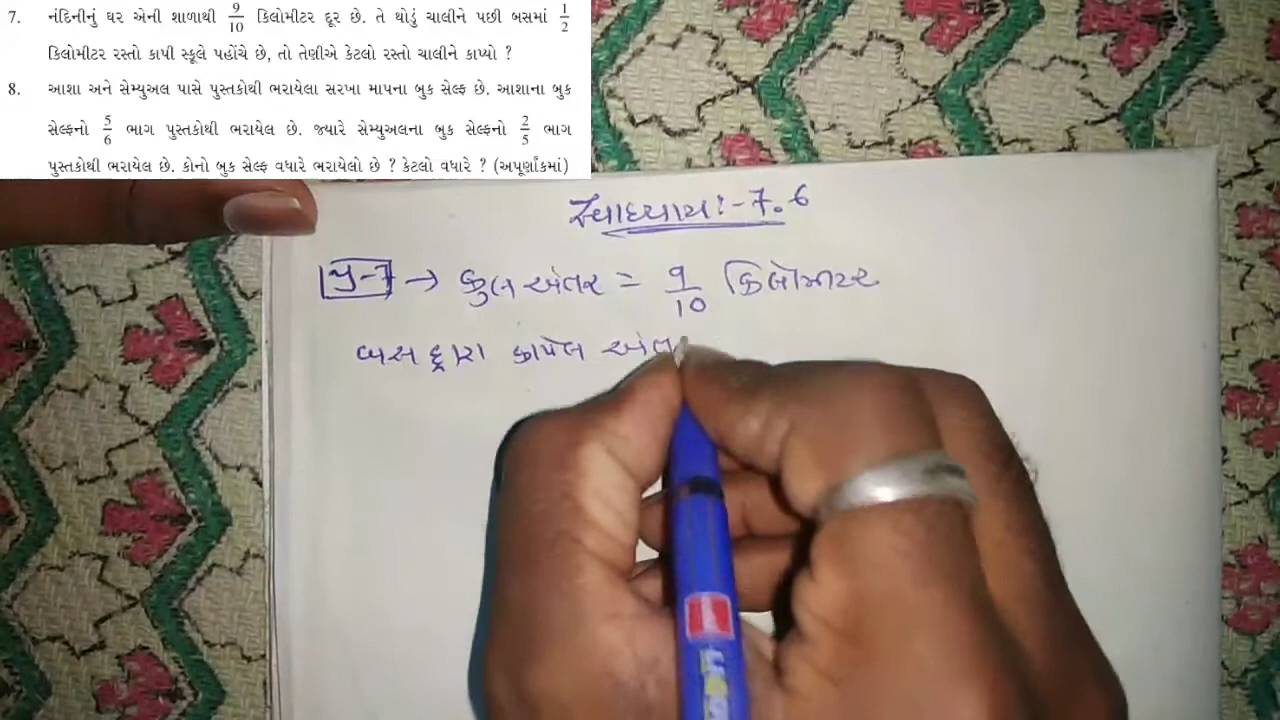 7. નંદિનીનું ઘર એની શાળાથી 9/10 કિલોમીટર દૂર છે. તે થોડું ચાલીને પછી બસમાં 1/2
કિલોમીટર રસ્તો કાપી સ્કૂલે પહોંચે છે, તો તેણીએ કેટલો રસ્તો ચાલીને કાપ્યો ?
8. આશા અને સેમ્યુઅલ પાસે પુસ્તકોથી ભરાયેલા સરખા માપના બુક સેલ્ફ છે. આશાના બુક
સેલ્ફનો 5/6 ભાગ પુસ્તકોથી ભરાયેલ છે. જ્યારે સેમ્યુઅલના બુક સેલ્ફનો 2/5 ભાગ
પુસ્તકોથી ભરાયેલ છે. કોનો બુક સેલ્ફ વધારે ભરાયેલો છે ? કેટલો વધારે ? (અપૂર્ણાંકમાં)
સ્વાધ્યાય:-7.6
પ્ર-7 → કુલ અંતર = 9/10 કિલોમીટર
બસ દ્વારા કાપેલ અંત